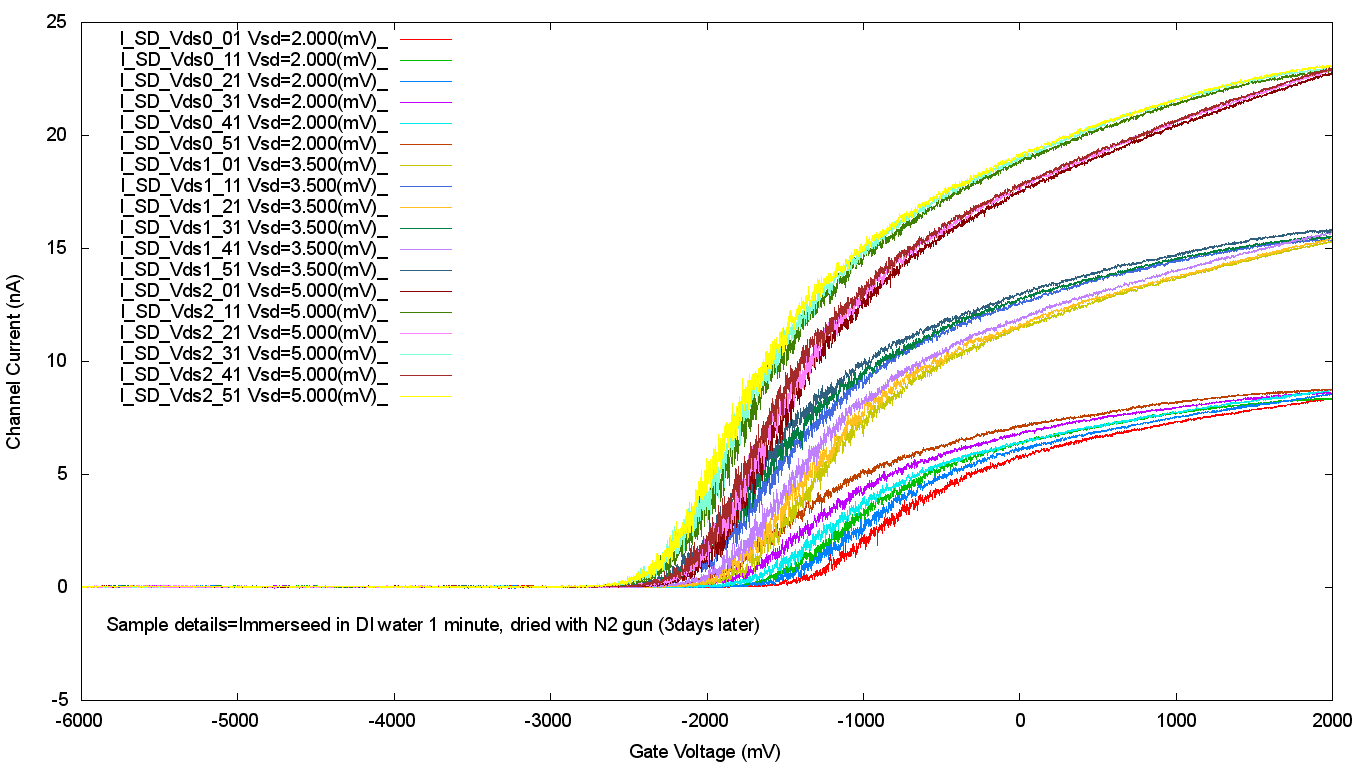 25
20
15
10
5
0
-5
-6000 -5000 -4000 -3000 -2000 -1000 0 1000 2000
Channel Current (nA)
Gate Voltage (mV)
I_SD_Vds0_01 Vsd=2.000(mV)_
I_SD_Vds0_11 Vsd=2.000(mV)_
I_SD_Vds0_21 Vsd=2.000(mV)_
I_SD_Vds0_31 Vsd=2.000(mV)_
I_SD_Vds0_41 Vsd=2.000(mV)_
I_SD_Vds0_51 Vsd=2.000(mV)_
I_SD_Vds1_01 Vsd=3.500(mV)_
I_SD_Vds1_11 Vsd=3.500(mV)_
I_SD_Vds1_21 Vsd=3.500(mV)_
I_SD_Vds1_31 Vsd=3.500(mV)_
I_SD_Vds1_41 Vsd=3.500(mV)_
I_SD_Vds1_51 Vsd=3.500(mV)_
I_SD_Vds2_01 Vsd=5.000(mV)_
I_SD_Vds2_11 Vsd=5.000(mV)_
I_SD_Vds2_21 Vsd=5.000(mV)_
I_SD_Vds2_31 Vsd=5.000(mV)_
I_SD_Vds2_41 Vsd=5.000(mV)_
I_SD_Vds2_51 Vsd=5.000(mV)_
Sample details=Immerseed in DI water 1 minute, dried with N2 gun (3days later)